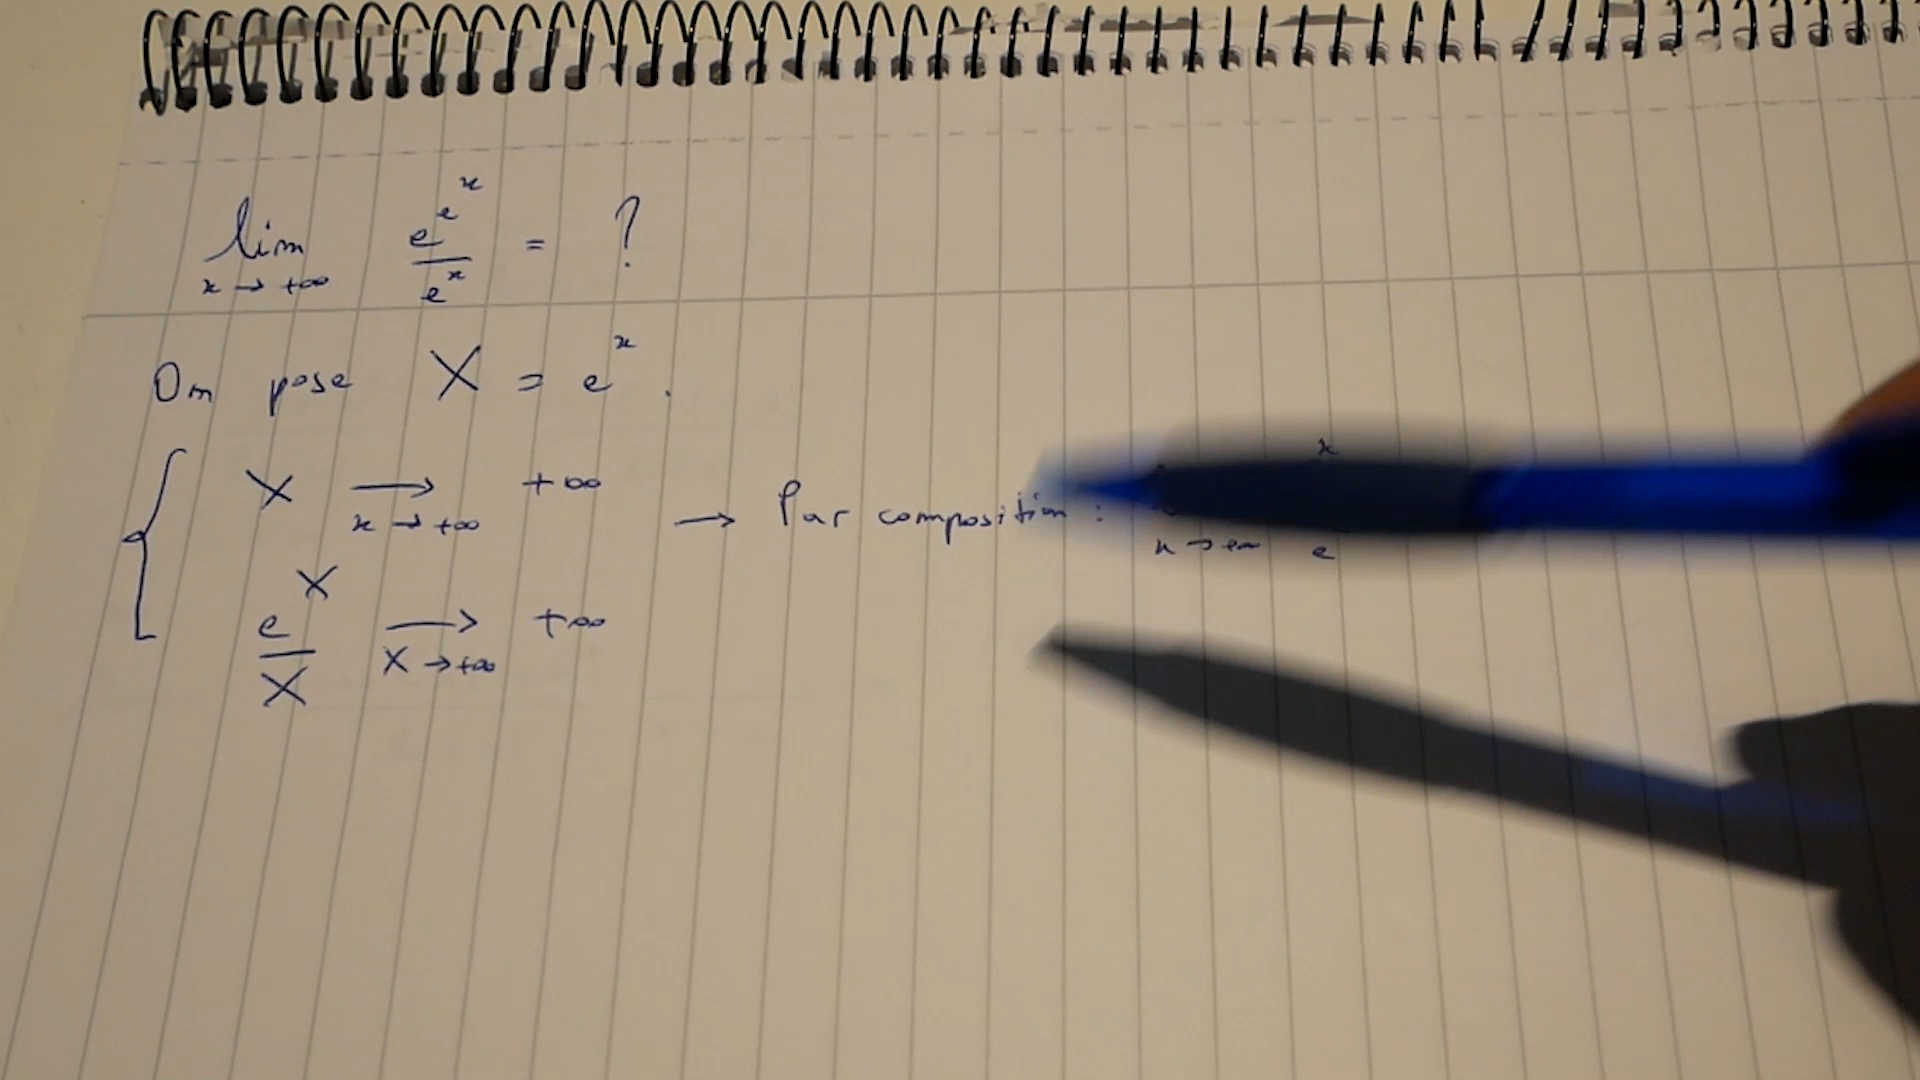 lim x → +∞ e^e^x / e^x = ?
On pose X = e^x.
X → +∞ x → +∞
e^X / X → +∞ X → +∞
→ Par composition : x → +∞ e x